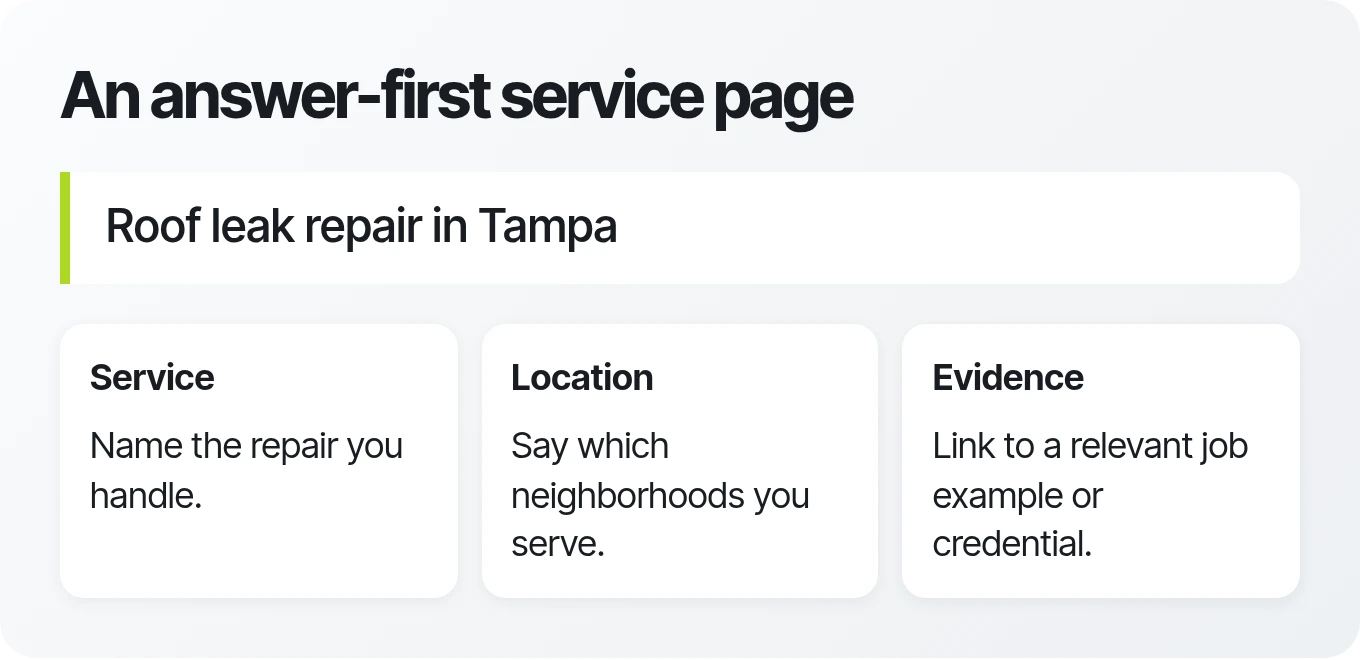 An answer-first service page
Roof leak repair in Tampa
Service
Name the repair you
handle.
Location
Say which
neighborhoods you
serve.
Evidence
Link to a relevant job
example or
credential.